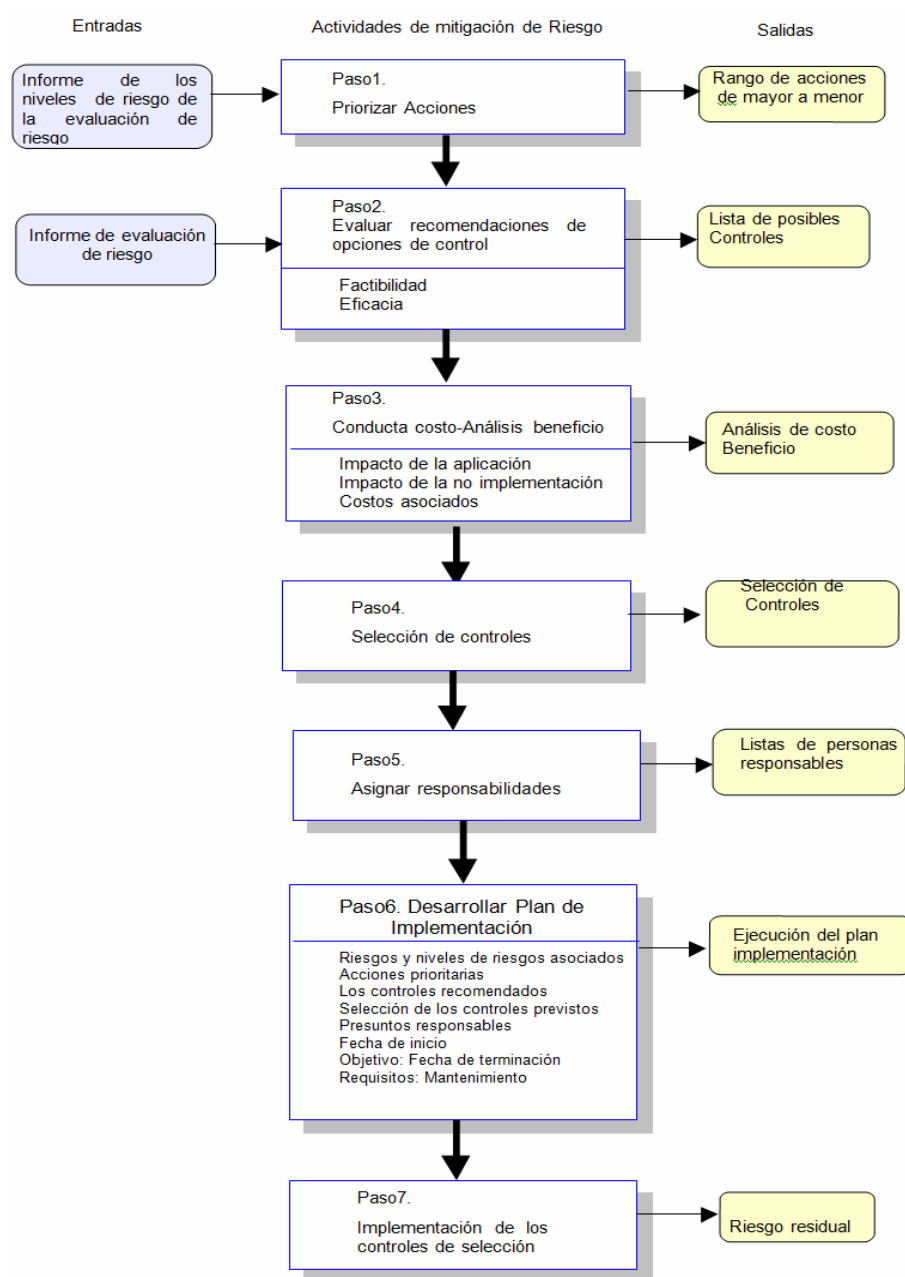 Entradas
Actividades de mitigación de Riesgo
Salidas
Informe de los
niveles de riesgo de
la evaluación de
riesgo
Paso1.
Priorizar Acciones
Rango de acciones
de mayor a menor
Informe de evaluación
de riesgo
Paso2.
Evaluar recomendaciones de
opciones de control
Factibilidad
Eficacia
Lista de posibles
Controles
Paso3.
Conducta costo-Análisis beneficio
Impacto de la aplicación
Impacto de la no implementación
Costos asociados
Análisis de costo
Beneficio
Paso4.
Selección de controles
Selección de
Controles
Paso5.
Asignar responsabilidades
Listas de personas
responsables
Paso6. Desarrollar Plan de
Implementación
Riesgos y niveles de riesgos asociados
Acciones prioritarias
Los controles recomendados
Selección de los controles previstos
Presuntos responsables
Fecha de inicio
Objetivo: Fecha de terminación
Requisitos: Mantenimiento
Ejecución del plan
implementación
Paso7.
Implementación de los
controles de selección
Riesgo residual